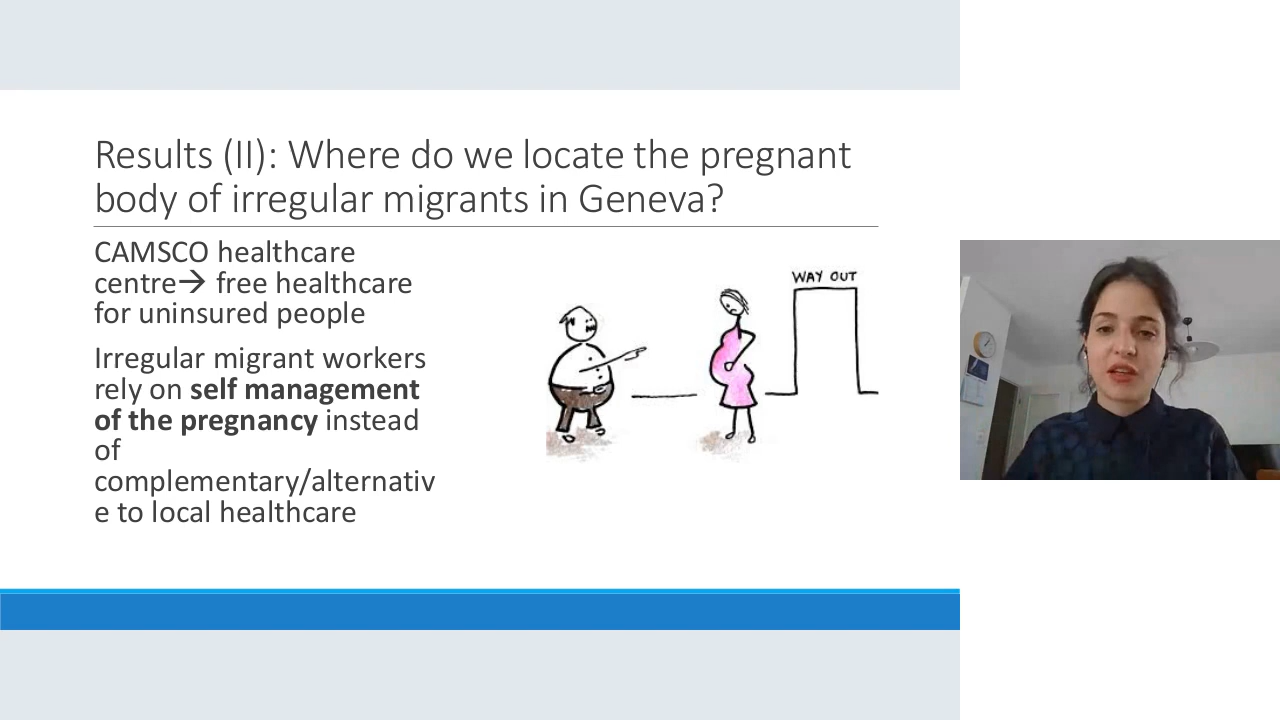 Results (II): Where do we locate the pregnant
body of irregular migrants in Geneva?
CAMSCO healthcare
centre→ free healthcare
for uninsured people
Irregular migrant workers
rely on self management
of the pregnancy instead
of
complementary/alternativ
e to local healthcare
WAY OUT